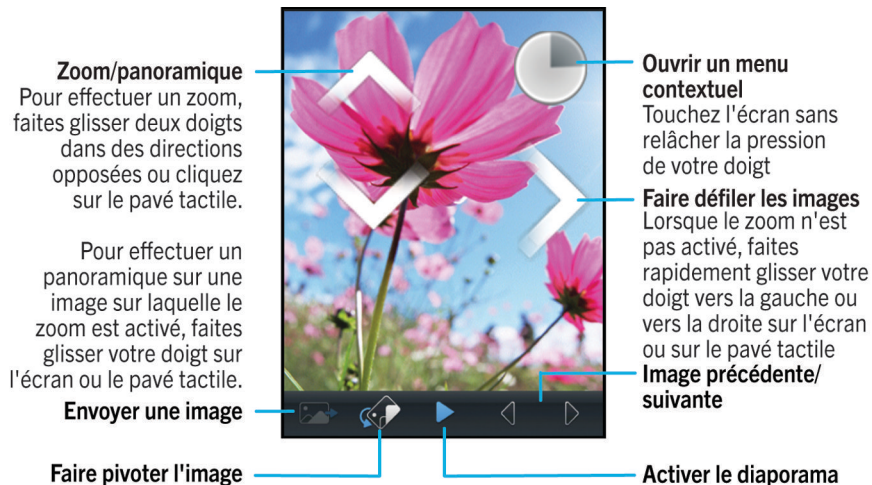 Zoom/panoramique
Pour effectuer un zoom,
faites glisser deux doigts
dans des directions
opposées ou cliquez
sur le pavé tactile.
Pour effectuer un
panoramique sur une
image sur laquelle le
zoom est activé, faites
glisser votre doigt sur
l'écran ou le pavé tactile.
Envoyer une image
Faire pivoter l'image
Ouvrir un menu
contextuel
Touchez l'écran sans
relâcher la pression
de votre doigt
Faire défiler les images
Lorsque le zoom n'est
pas activé, faites
rapidement glisser votre
doigt vers la gauche ou
vers la droite sur l'écran
ou sur le pavé tactile
Image précédente/
suivante
Activer le diaporama